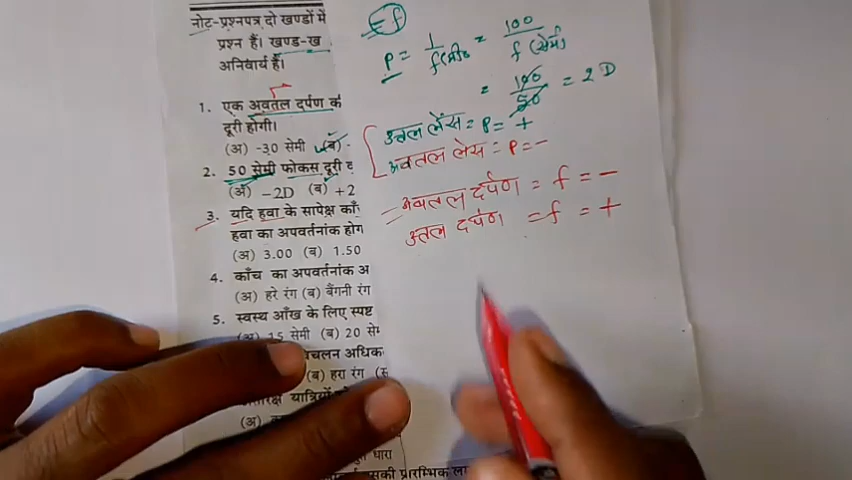 नोट-प्रश्नपत्र दो खण्डों में
प्रश्न हैं। खण्ड-ख
अनिवार्य हैं।
1. एक अवतल दर्पण की
दूरी होगी।
(अ) -30 सेमी (ब) -
2. 50 सेमी फोकस दूरी
(अ) -2D (ब) +2
3. यदि हवा के सापेक्ष काँ
हवा का अपवर्तनांक होग
(अ) 3.00 (ब) 1.50
4. काँच का अपवर्तनांक अ
(अ) हरे रंग (ब) बैंगनी रंग
5. स्वस्थ आँख के लिए स्पष्ट
(अ) 15 सेमी (ब) 20 से
चलन अधिक
(ब) हरा रंग (स
यात्रियों
(अ)
धारा
की प्रारम्भिक
f
P = 1/f(मी० = 100/f (सेमी)
= 100/50 = 2D
उत्तल लेंस = P = +
अवतल लेंस = P = -
= अवतल दर्पण = f = -
उत्तल दर्पण = f = +